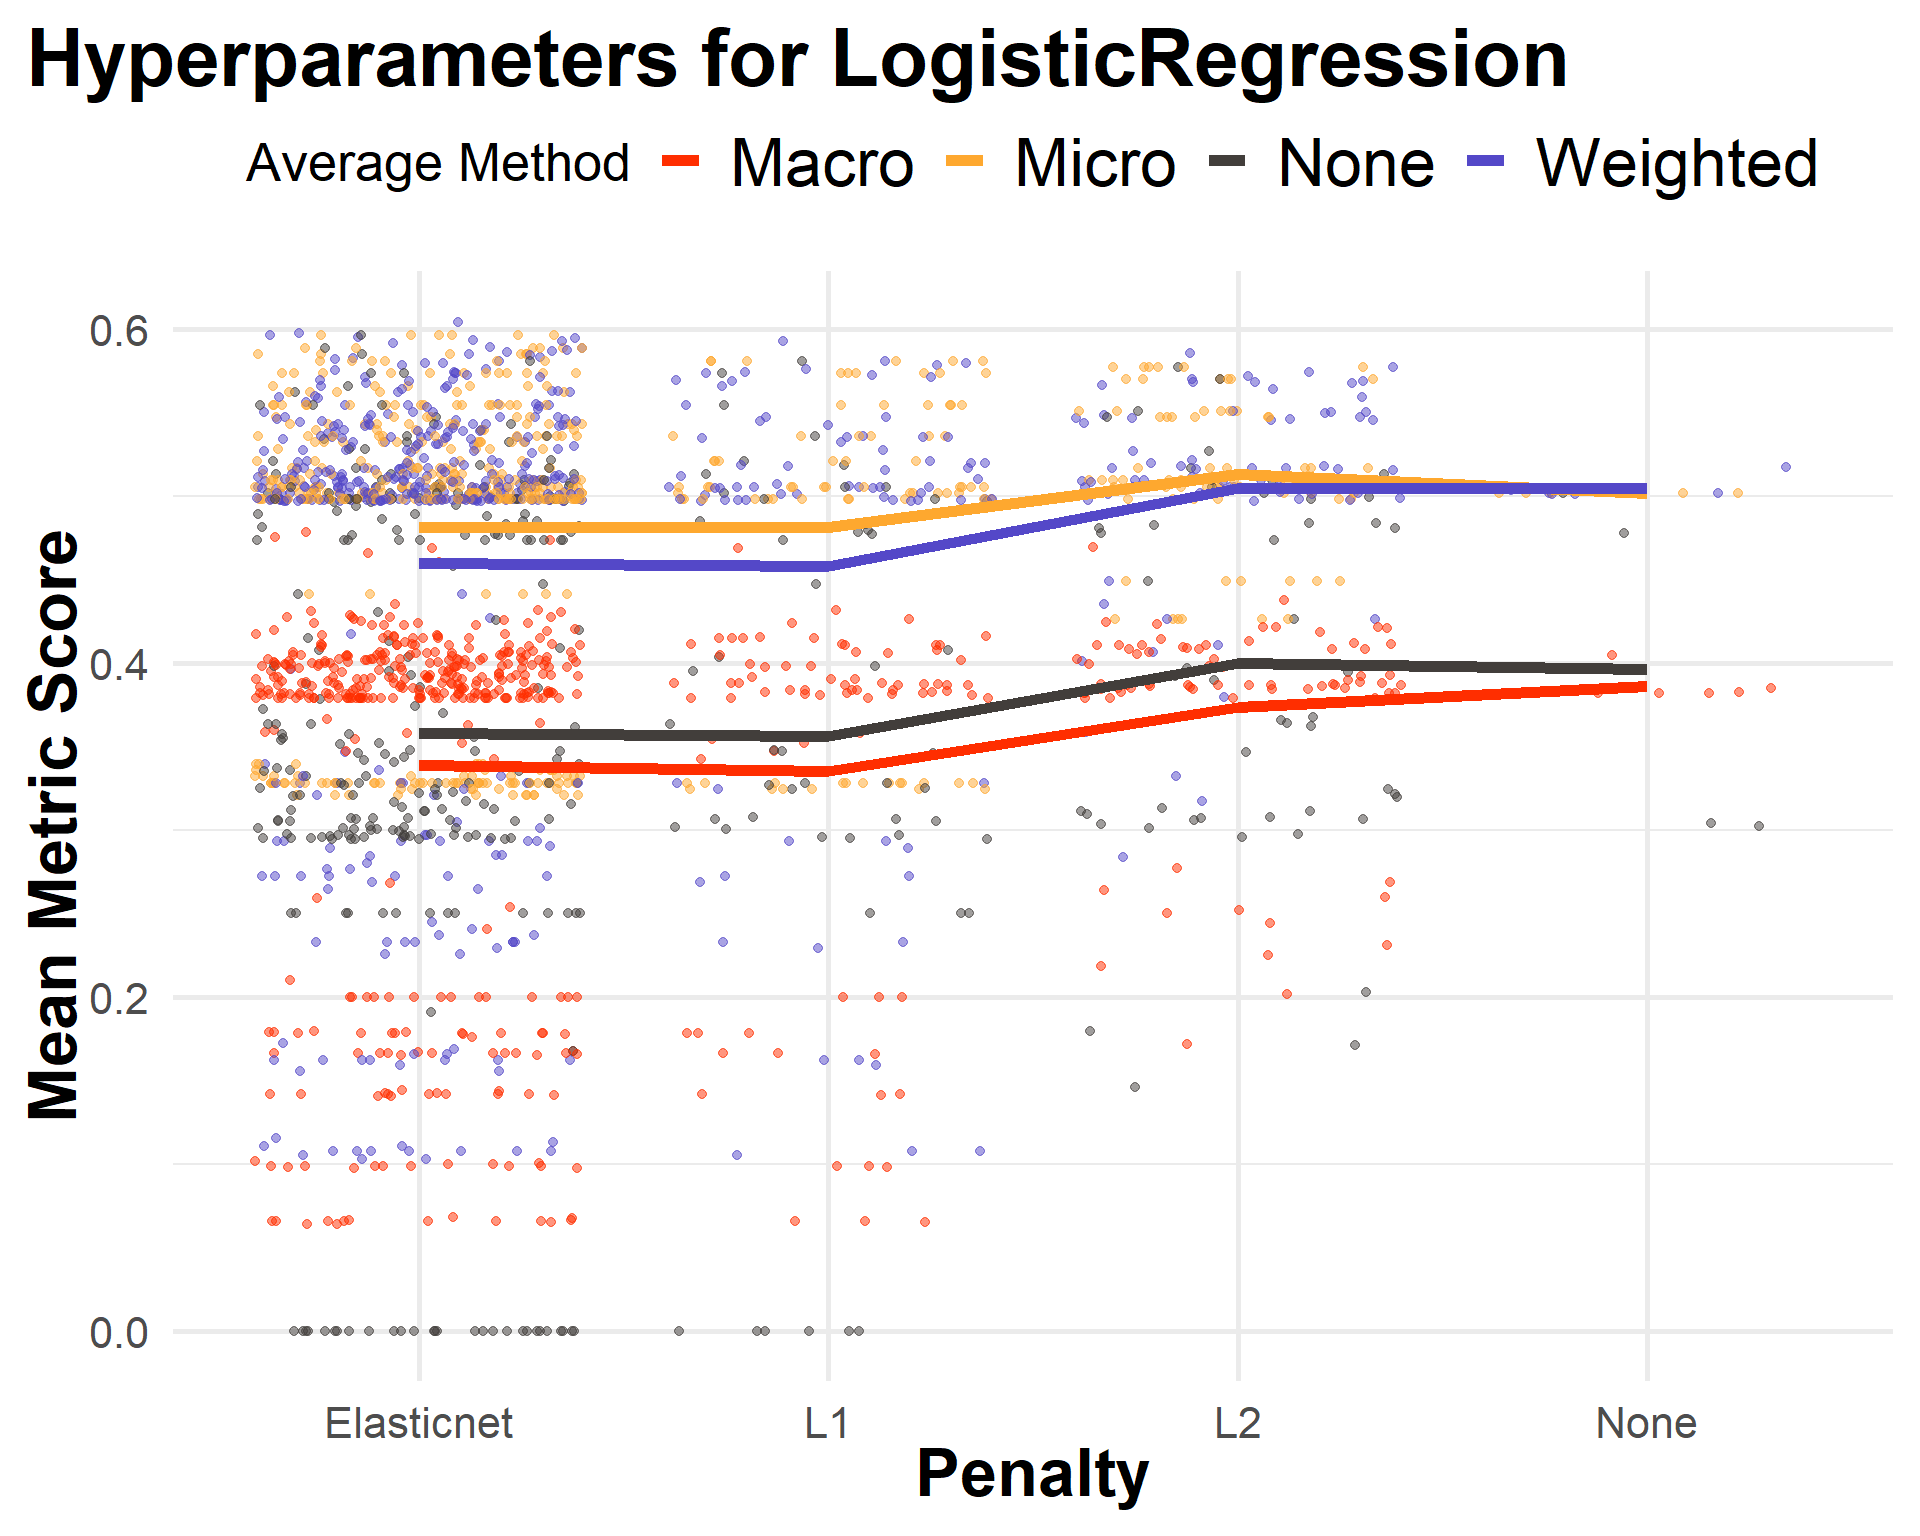 Hyperparameters for LogisticRegression
Average Method Macro Micro None Weighted
Mean Metric Score
0.6
0.4
0.2
0.0
Elasticnet L1 L2 None
Penalty